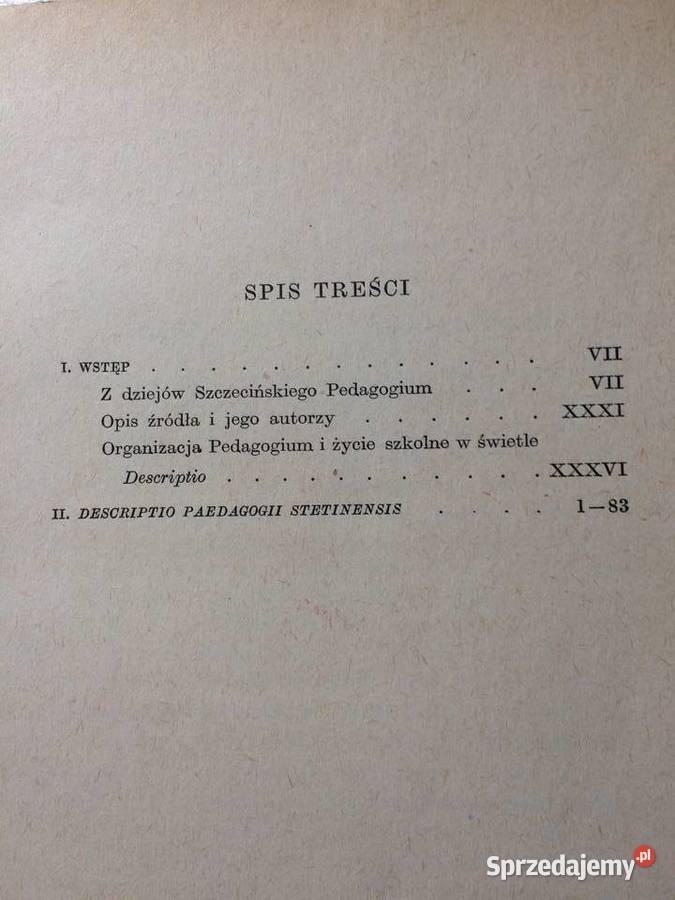 SPIS TREŚCI
I. WSTĘP . . . . . . . . . . . . . VII
Z dziejów Szczecińskiego Pedagogium . . . VII
Opis źródła i jego autorzy . . . . . . XXXI
Organizacja Pedagogium i życie szkolne w świetle
Descriptio . . . . . . . . . . . XXXVI
II. DESCRIPTIO PAEDAGOGII STETINENSIS . . . . 1—83
Sprzedajemy.pl